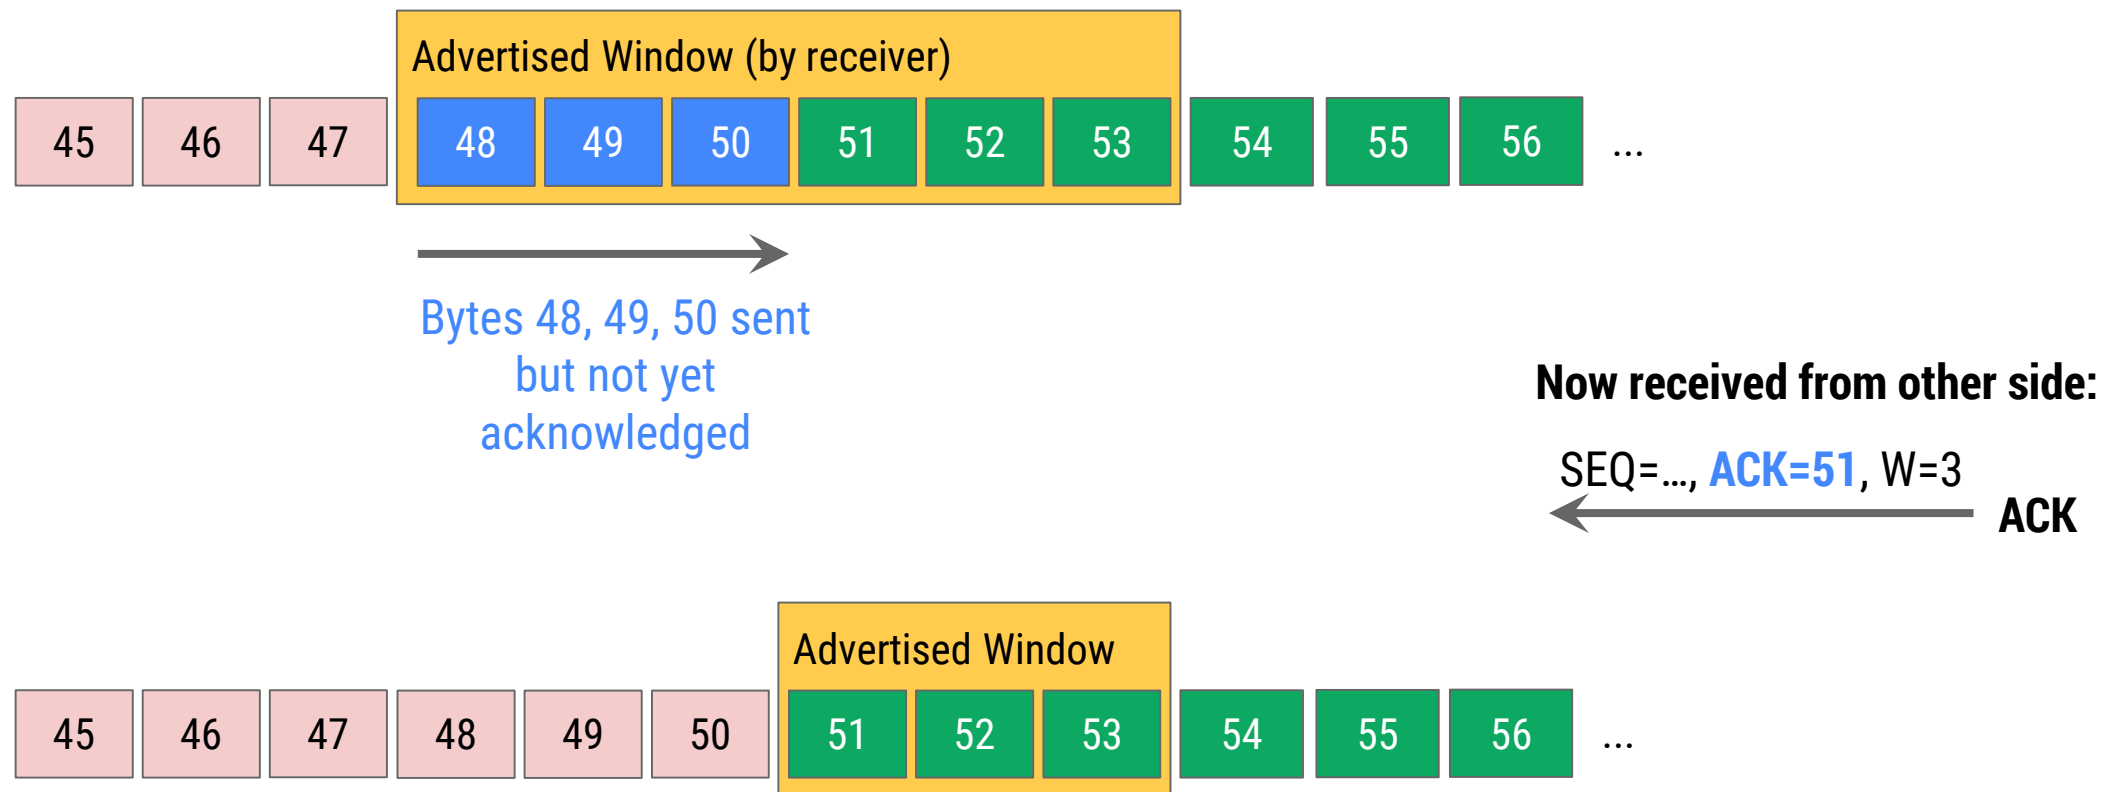 Advertised Window (by receiver)
45 46 47 48 49 50 51 52 53 54 55 56 ...
Bytes 48, 49, 50 sent
but not yet
acknowledged
Now received from other side:
SEQ=…, ACK=51, W=3
ACK
Advertised Window
45 46 47 48 49 50 51 52 53 54 55 56 ...